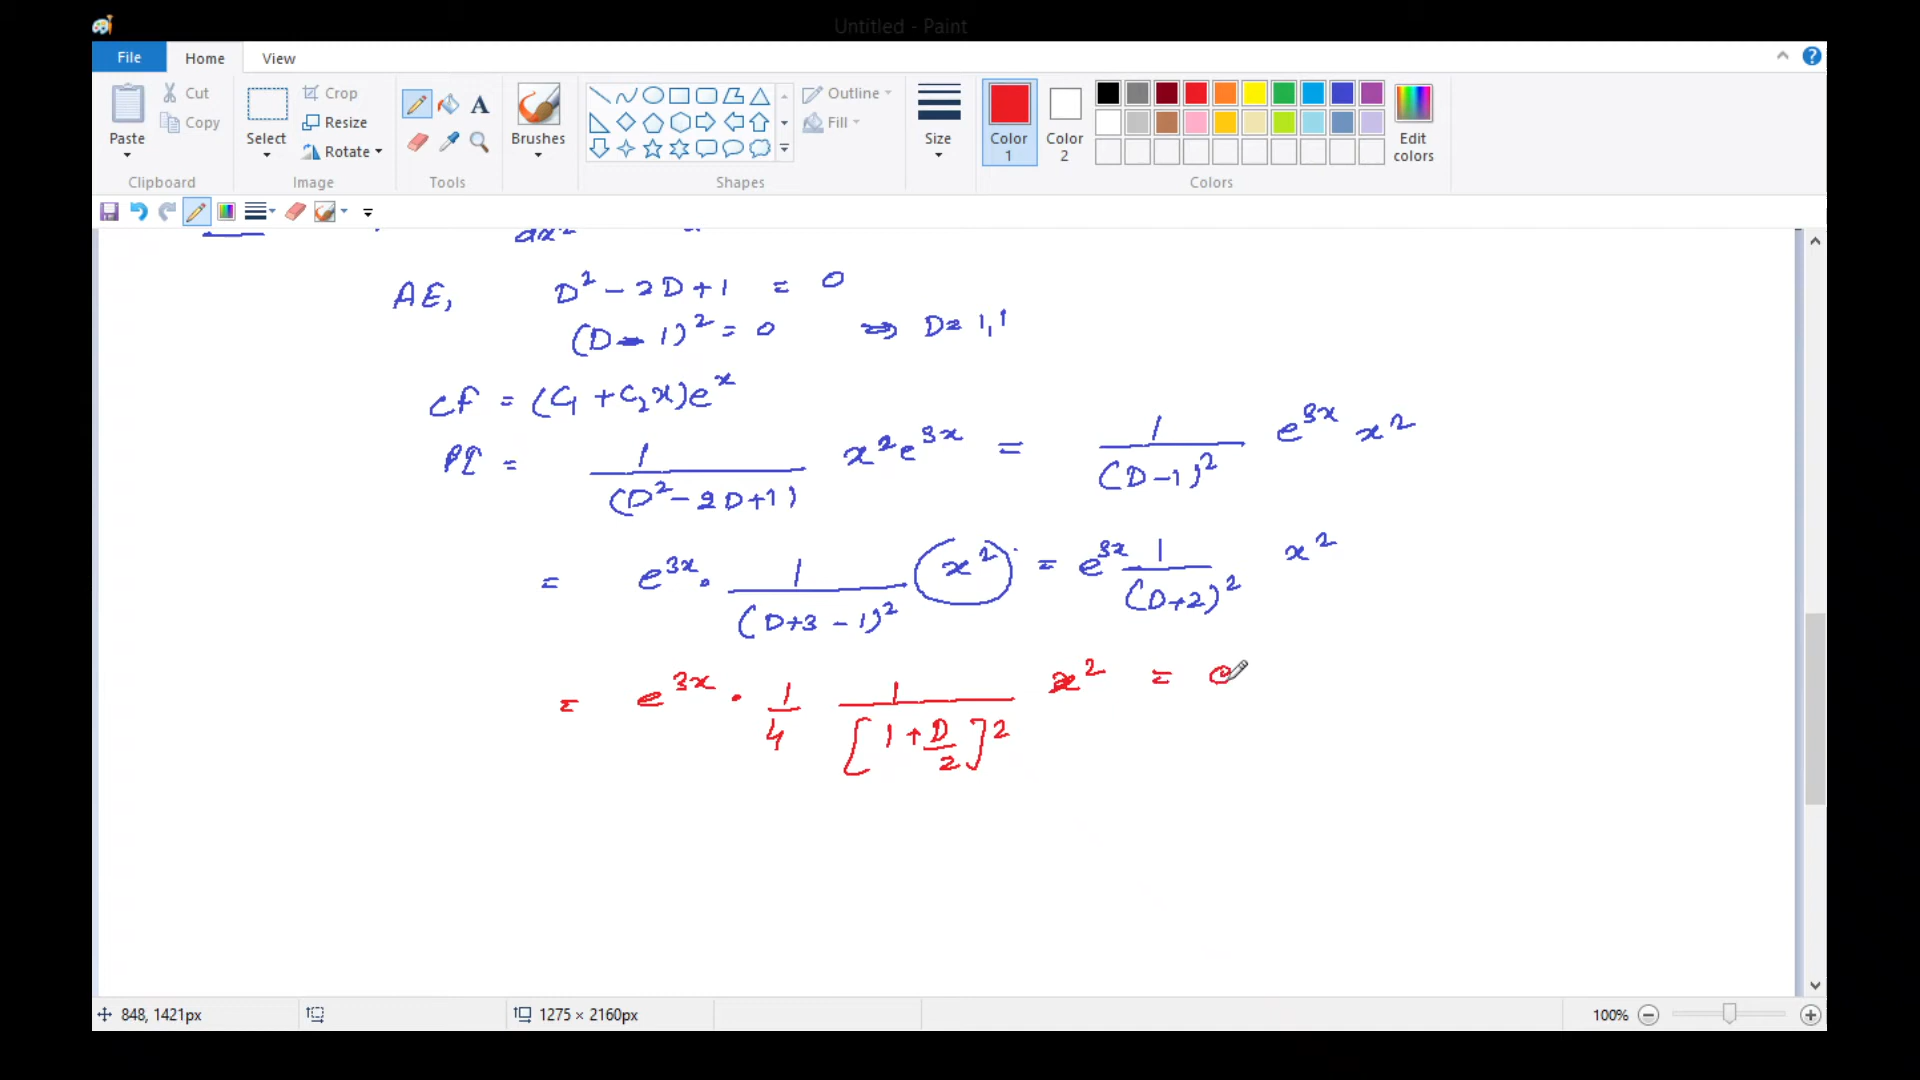 Untitled - Paint
File Home View
Paste Cut Copy Clipboard
Select Crop Resize Rotate Image
A Tools
Brushes
Shapes
Outline Fill
Size
Color 1 Color 2
Edit colors
Colors
dx²
AE, D² - 2D + 1 = 0
(D - 1)² = 0 ⇒ D = 1, 1
CF = (C₁ + C₂x)eˣ
PI = 1/(D² - 2D + 1) x²e³ˣ = 1/(D - 1)² e³ˣ x²
= e³ˣ · 1/(D + 3 - 1)² x² = e³ˣ 1/(D + 2)² x²
= e³ˣ · 1/4 1/[1 + D/2]² x² =
848, 1421px 1275 × 2160px 100%